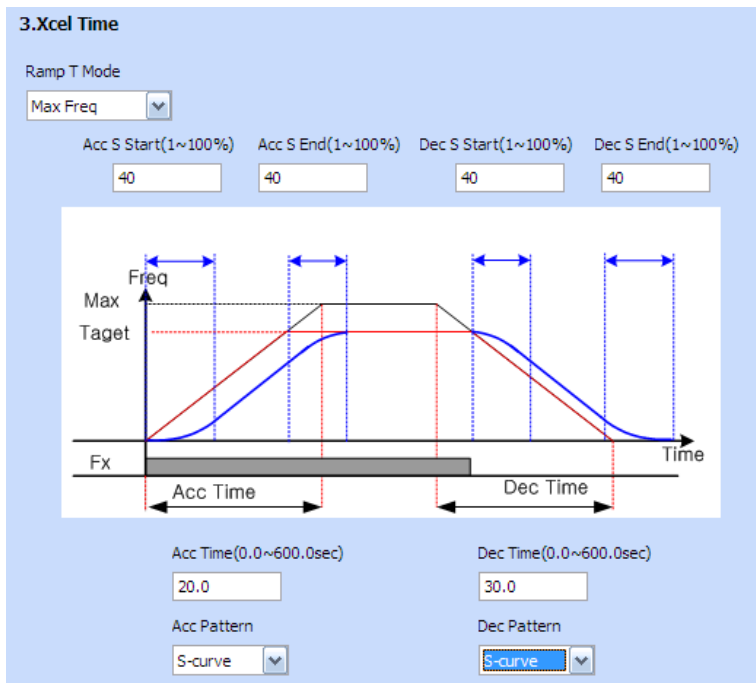 3.Xcel Time
Ramp T Mode
Max Freq
Acc S Start(1~100%) Acc S End(1~100%) Dec S Start(1~100%) Dec S End(1~100%)
40 40 40 40
Freq
Max
Taget
Time
Fx
Acc Time Dec Time
Acc Time(0.0~600.0sec) Dec Time(0.0~600.0sec)
20.0 30.0
Acc Pattern Dec Pattern
S-curve S-curve